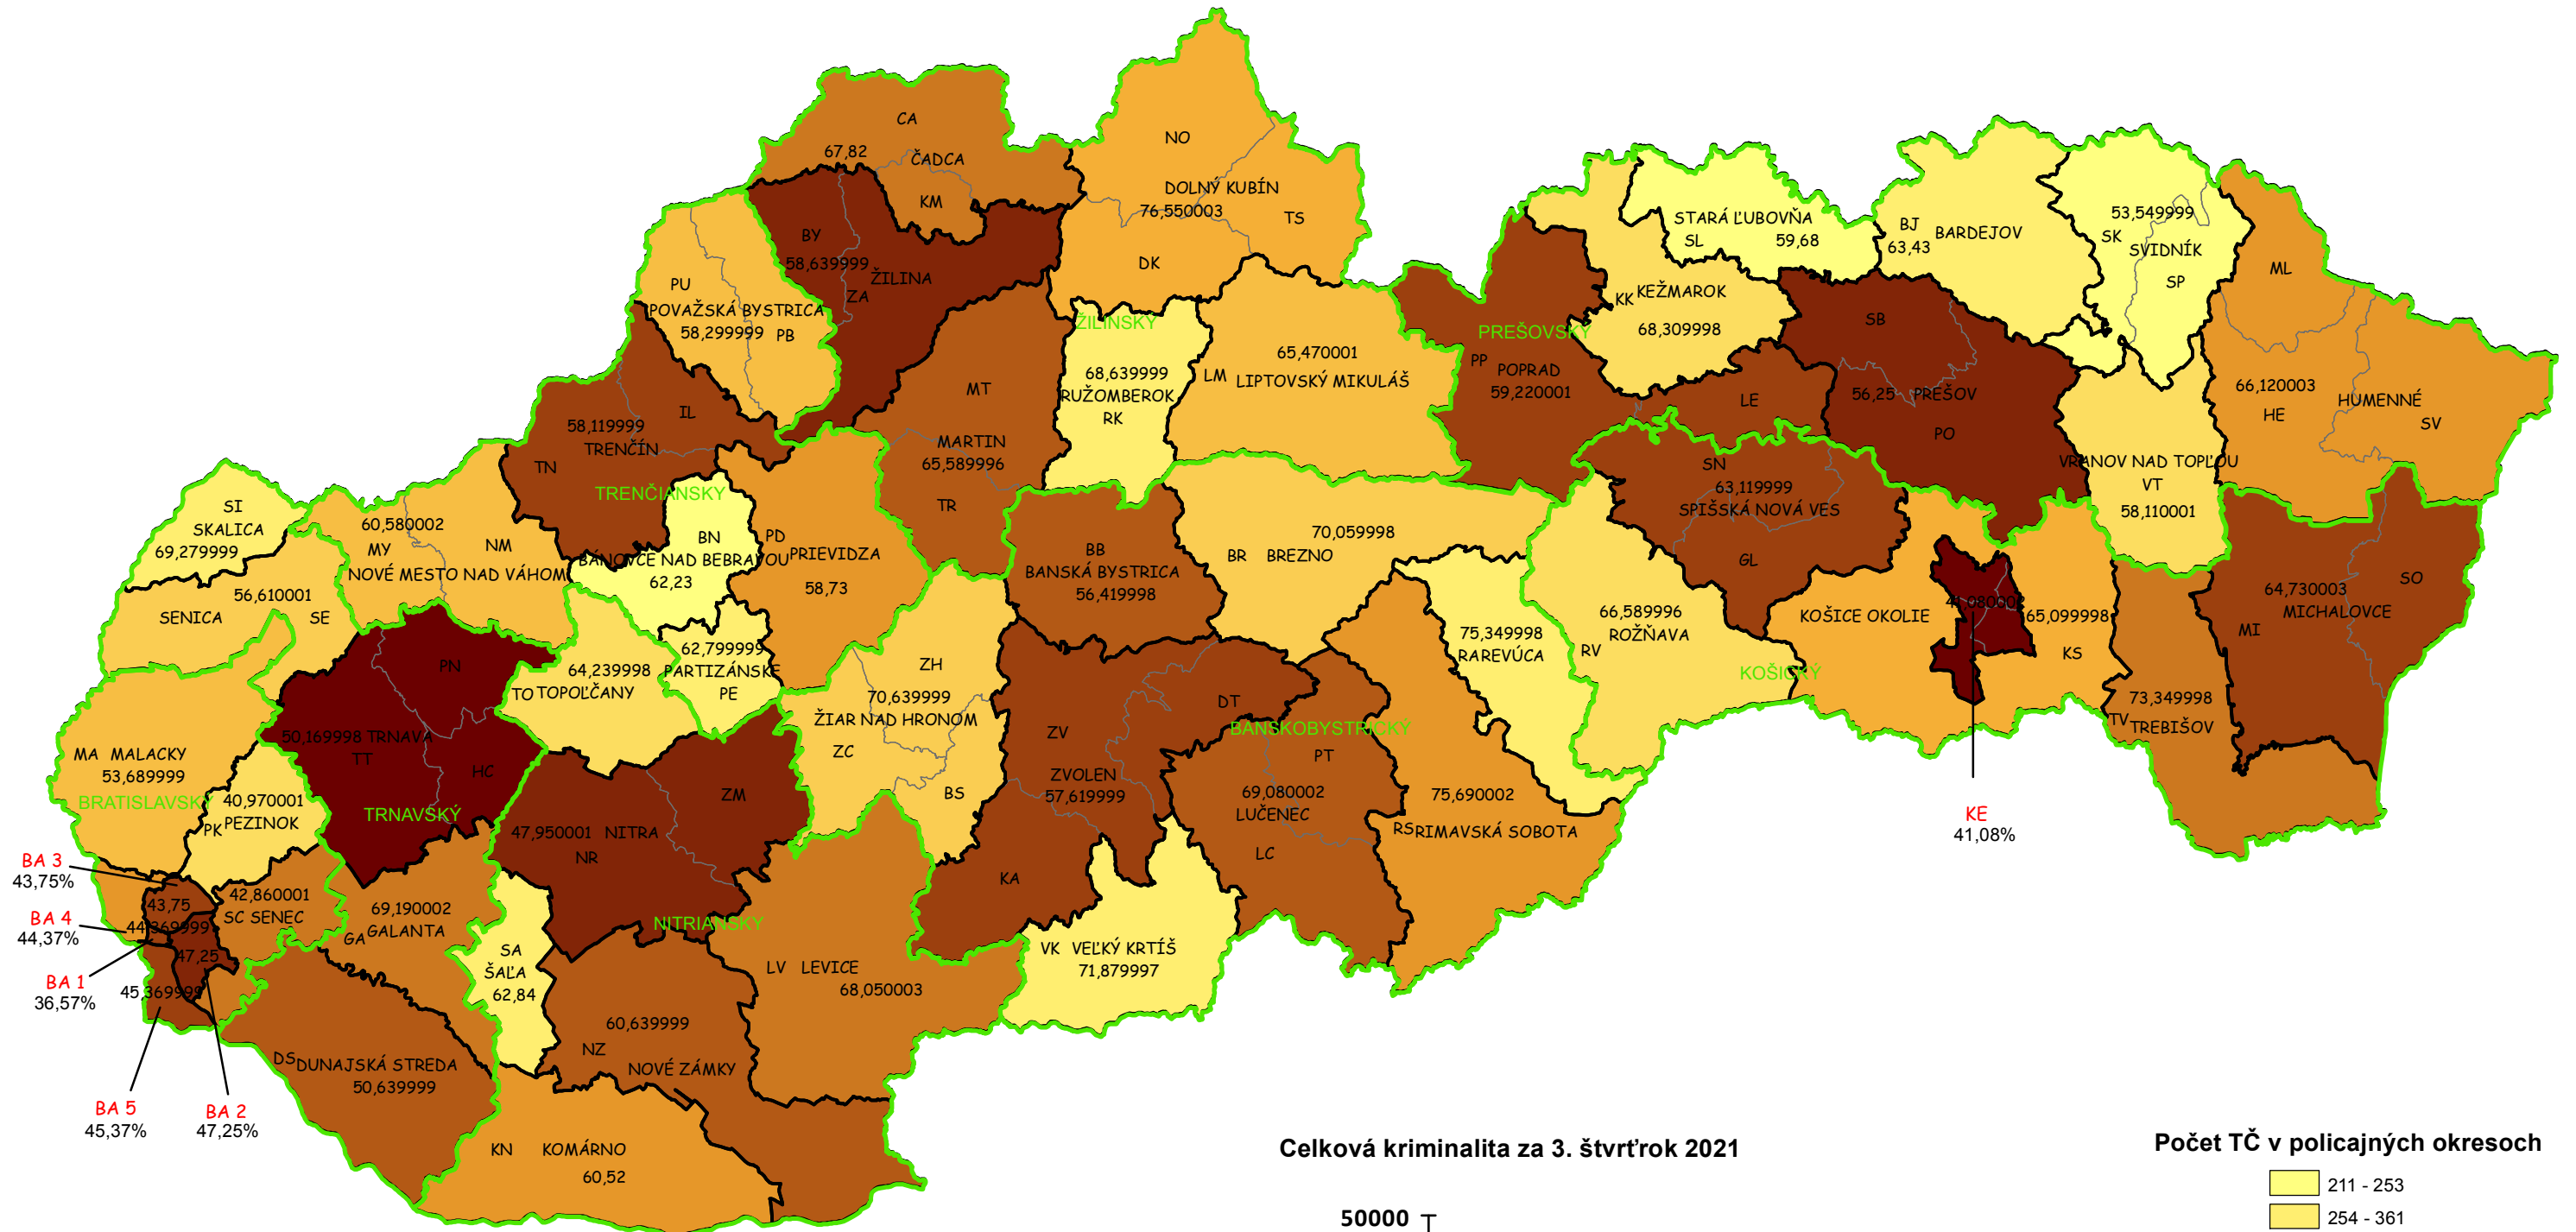 CA
67,82
ČADCA
KM
NO
DOLNÝ KUBÍN
76,550003
TS
DK
BY
58,639999
ŽILINA
ZA
PU
POVAŽSKÁ BYSTRICA
58,299999
PB
STARÁ ĽUBOVŇA
SL
59,68
BJ
BARDEJOV
63,43
53,549999
SK
SVIDNÍK
SP
ML
KK
KEŽMAROK
68,309998
ŽILINSKÝ
68,639999
RUŽOMBEROK
RK
65,470001
LM
LIPTOVSKÝ MIKULÁŠ
PREŠOVSKÝ
PP
POPRAD
59,220001
LE
SB
56,25
PREŠOV
PO
66,120003
HUMENNÉ
HE
SV
IL
58,119999
TRENČÍN
TN
TRENČIANSKY
MT
MARTIN
65,589996
TR
SN
63,119999
SPIŠSKÁ NOVÁ VES
GL
VRANOV NAD TOPĽOU
VT
58,110001
SI
SKALICA
69,279999
60,580002
MY
NM
NOVÉ MESTO NAD VÁHOM
BN
BÁNOVCE NAD BEBRAVOU
62,23
PD
PRIEVIDZA
58,73
BB
BANSKÁ BYSTRICA
56,419998
70,059998
BR BREZNO
56,610001
SENICA
SE
PN
64,239998
TO TOPOĽČANY
62,799999
PARTIZÁNSKE
PE
ZH
70,639999
ŽIAR NAD HRONOM
ZC
BS
75,349998
RAREVÚCA
66,589996
ROŽŇAVA
RV
KOŠICKÝ
KOŠICE OKOLIE
65,099998
KS
64,730003
MICHALOVCE
MI
SO
73,349998
TV
TREBIŠOV
MA MALACKY
53,689999
BRATISLAVSKÝ
50,169998 TRNAVA
TT
HC
TRNAVSKÝ
40,970001
PK
PEZINOK
47,950001 NITRA
NR
ZM
NITRIANSKY
ZV
DT
ZVOLEN
57,619999
KA
BANSKOBYSTRICKÝ
PT
69,080002
LUČENEC
LC
75,690002
RS
RIMAVSKÁ SOBOTA
KE
41,08%
BA 3
43,75%
43,75
42,860001
SC SENEC
69,190002
GA
GALANTA
BA 4
44,37%
BA 1
36,57%
47,25
45,369999
SA
ŠAĽA
62,84
LV LEVICE
68,050003
VK VEĽKÝ KRTÍŠ
71,879997
60,639999
NZ
NOVÉ ZÁMKY
DS
DUNAJSKÁ STREDA
50,639999
BA 5
45,37%
BA 2
47,25%
KN KOMÁRNO
60,52
Celková kriminalita za 3. štvrťrok 2021
50000
Počet TČ v policajných okresoch
211 - 253
254 - 361